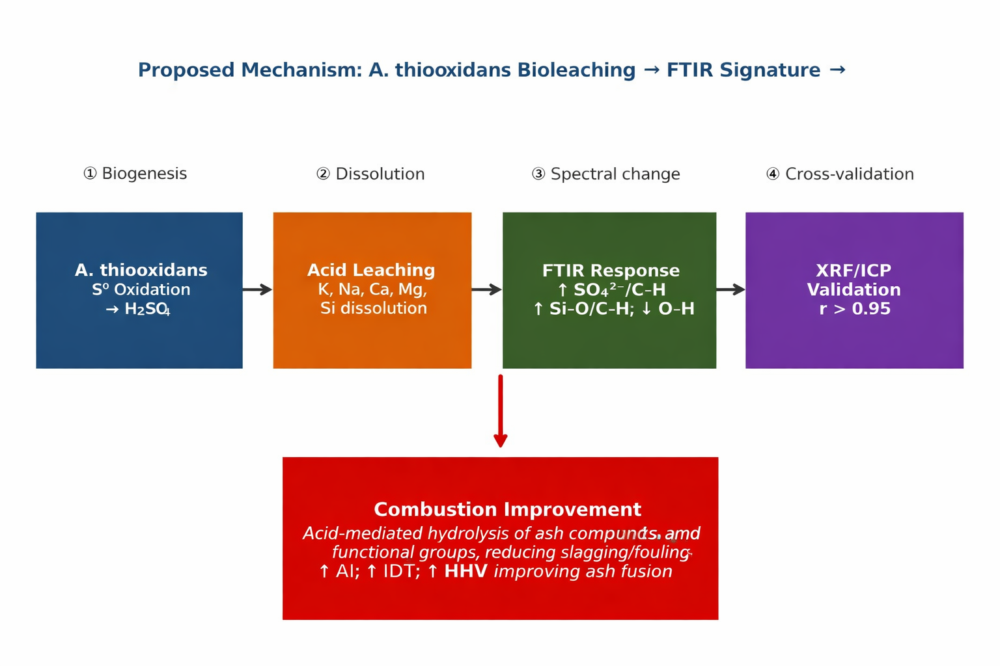 Proposed Mechanism: A. thiooxidans Bioleaching → FTIR Signature →
① Biogenesis
② Dissolution
③ Spectral change
④ Cross-validation
A. thiooxidans
S⁰ Oxidation
→ H₂SO₄
Acid Leaching
K, Na, Ca, Mg,
Si dissolution
FTIR Response
↑ SO₄²⁻/C–H
↑ Si–O/C–H; ↓ O–H
XRF/ICP
Validation
r > 0.95
Combustion Improvement
Acid-mediated hydrolysis of ash compunds. amd
functional groups, reducing slagging/fouling
↑ AI; ↑ IDT; ↑ HHV improving ash fusion